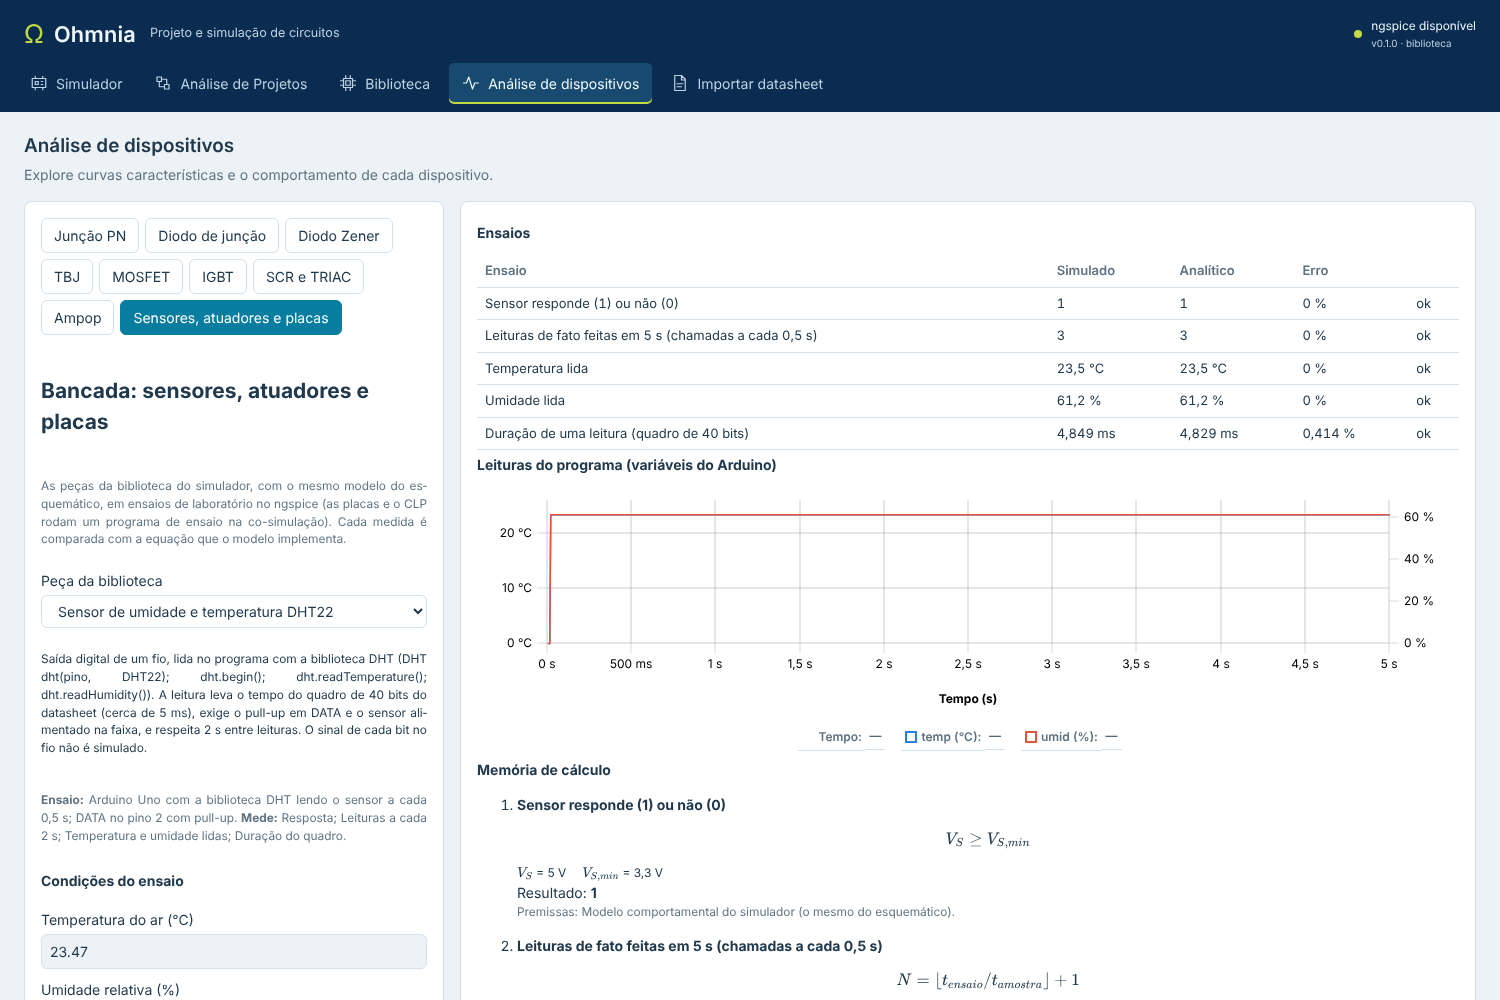 Ω Ohmnia
Projeto e simulação de circuitos
ngspice disponível
v0.1.0 · biblioteca
Simulador
Análise de Projetos
Biblioteca
Análise de dispositivos
Importar datasheet
Análise de dispositivos
Explore curvas características e o comportamento de cada dispositivo.
Junção PN
Diodo de junção
Diodo Zener
TBJ
MOSFET
IGBT
SCR e TRIAC
Ampop
Sensores, atuadores e placas
Bancada: sensores, atuadores e
placas
As peças da biblioteca do simulador, com o mesmo modelo do es-
quemático, em ensaios de laboratório no ngspice (as placas e o CLP
rodam um programa de ensaio na co-simulação). Cada medida é
comparada com a equação que o modelo implementa.
Peça da biblioteca
Sensor de umidade e temperatura DHT22
Saída digital de um fio, lida no programa com a biblioteca DHT (DHT
dht(pino, DHT22); dht.begin(); dht.readTemperature();
dht.readHumidity()). A leitura leva o tempo do quadro de 40 bits do
datasheet (cerca de 5 ms), exige o pull-up em DATA e o sensor ali-
mentado na faixa, e respeita 2 s entre leituras. O sinal de cada bit no
fio não é simulado.
Ensaio: Arduino Uno com a biblioteca DHT lendo o sensor a cada
0,5 s; DATA no pino 2 com pull-up. Mede: Resposta; Leituras a cada
2 s; Temperatura e umidade lidas; Duração do quadro.
Condições do ensaio
Temperatura do ar (°C)
23.47
Umidade relativa (%)
Ensaios
Ensaio Simulado Analítico Erro
Sensor responde (1) ou não (0) 1 1 0 % ok
Leituras de fato feitas em 5 s (chamadas a cada 0,5 s) 3 3 0 % ok
Temperatura lida 23,5 °C 23,5 °C 0 % ok
Umidade lida 61,2 % 61,2 % 0 % ok
Duração de uma leitura (quadro de 40 bits) 4,849 ms 4,829 ms 0,414 % ok
Leituras do programa (variáveis do Arduino)
20 °C
10 °C
0 °C
60 %
40 %
20 %
0 %
0 s 500 ms 1 s 1,5 s 2 s 2,5 s 3 s 3,5 s 4 s 4,5 s 5 s
Tempo (s)
Tempo: — temp (°C): — umid (%): —
Memória de cálculo
1. Sensor responde (1) ou não (0)
V_S ≥ V_{S,min}
V_S = 5 V V_{S,min} = 3,3 V
Resultado: 1
Premissas: Modelo comportamental do simulador (o mesmo do esquemático).
2. Leituras de fato feitas em 5 s (chamadas a cada 0,5 s)
N = ⌊t_{ensaio}/t_{amostra}⌋ + 1